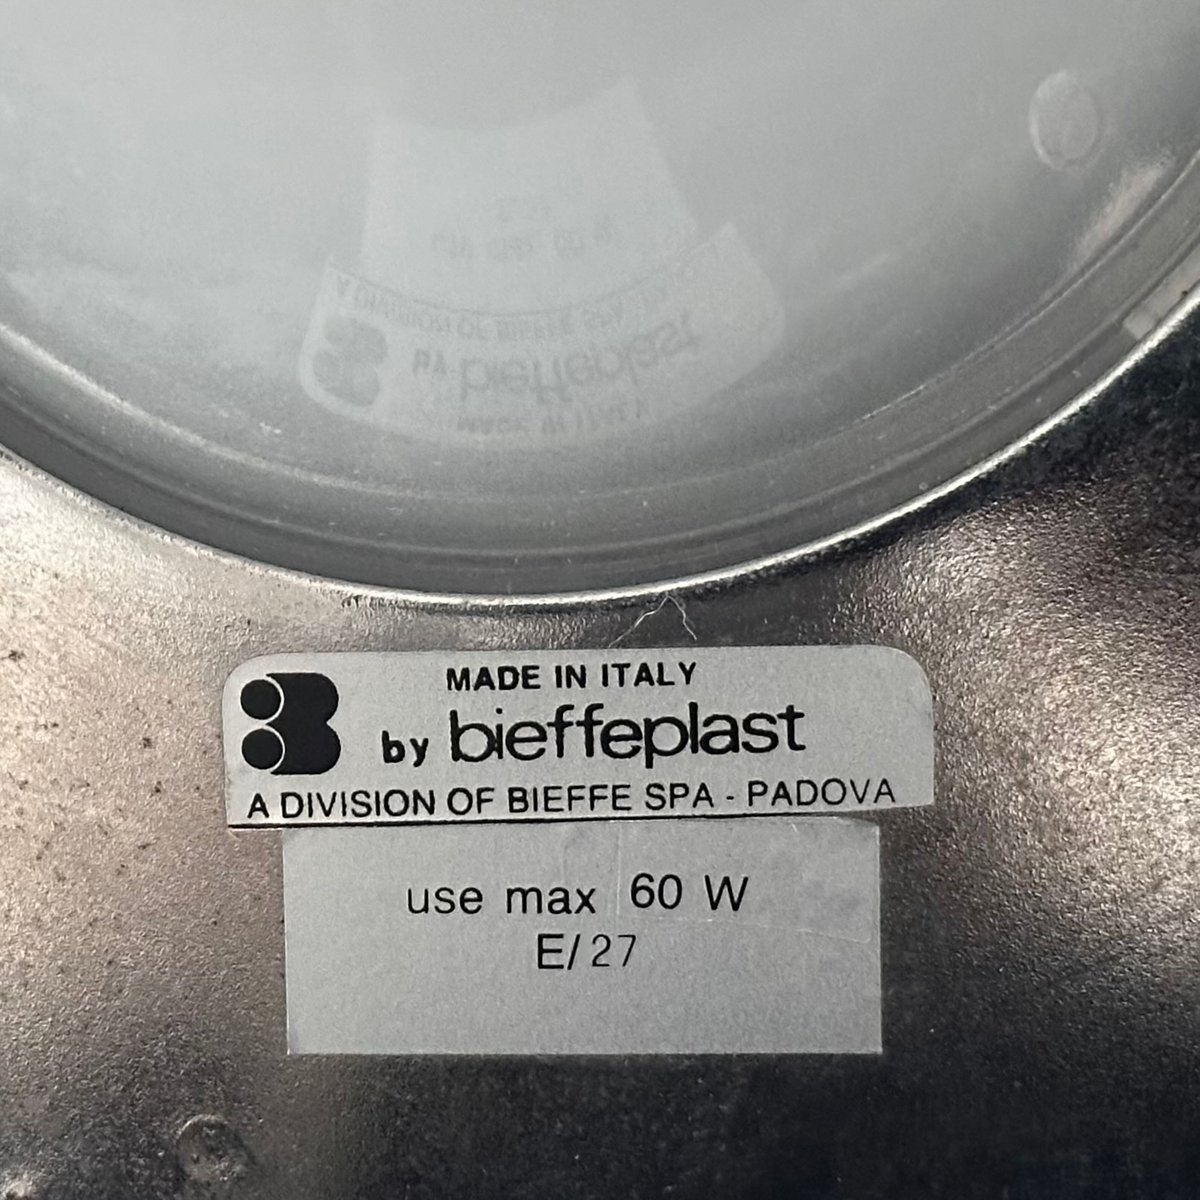 MADE IN ITALY
by bieffeplast
A DIVISION OF BIEFFE SPA - PADOVA
use max 60 W
E/27